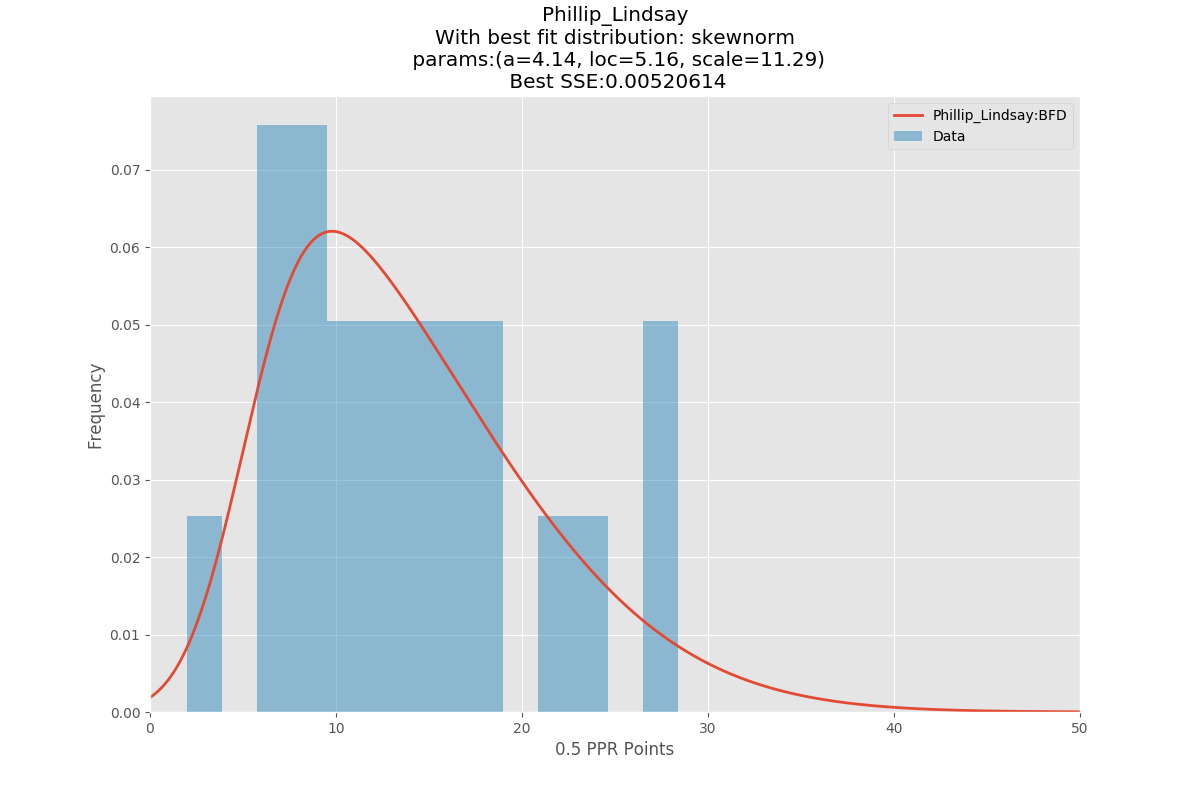 Phillip_Lindsay
With best fit distribution: skewnorm
params:(a=4.14, loc=5.16, scale=11.29)
Best SSE:0.00520614
Phillip_Lindsay:BFD
Data
0.07
0.06
0.05
0.04
0.03
0.02
0.01
0.00
Frequency
0 10 20 30 40 50
0.5 PPR Points